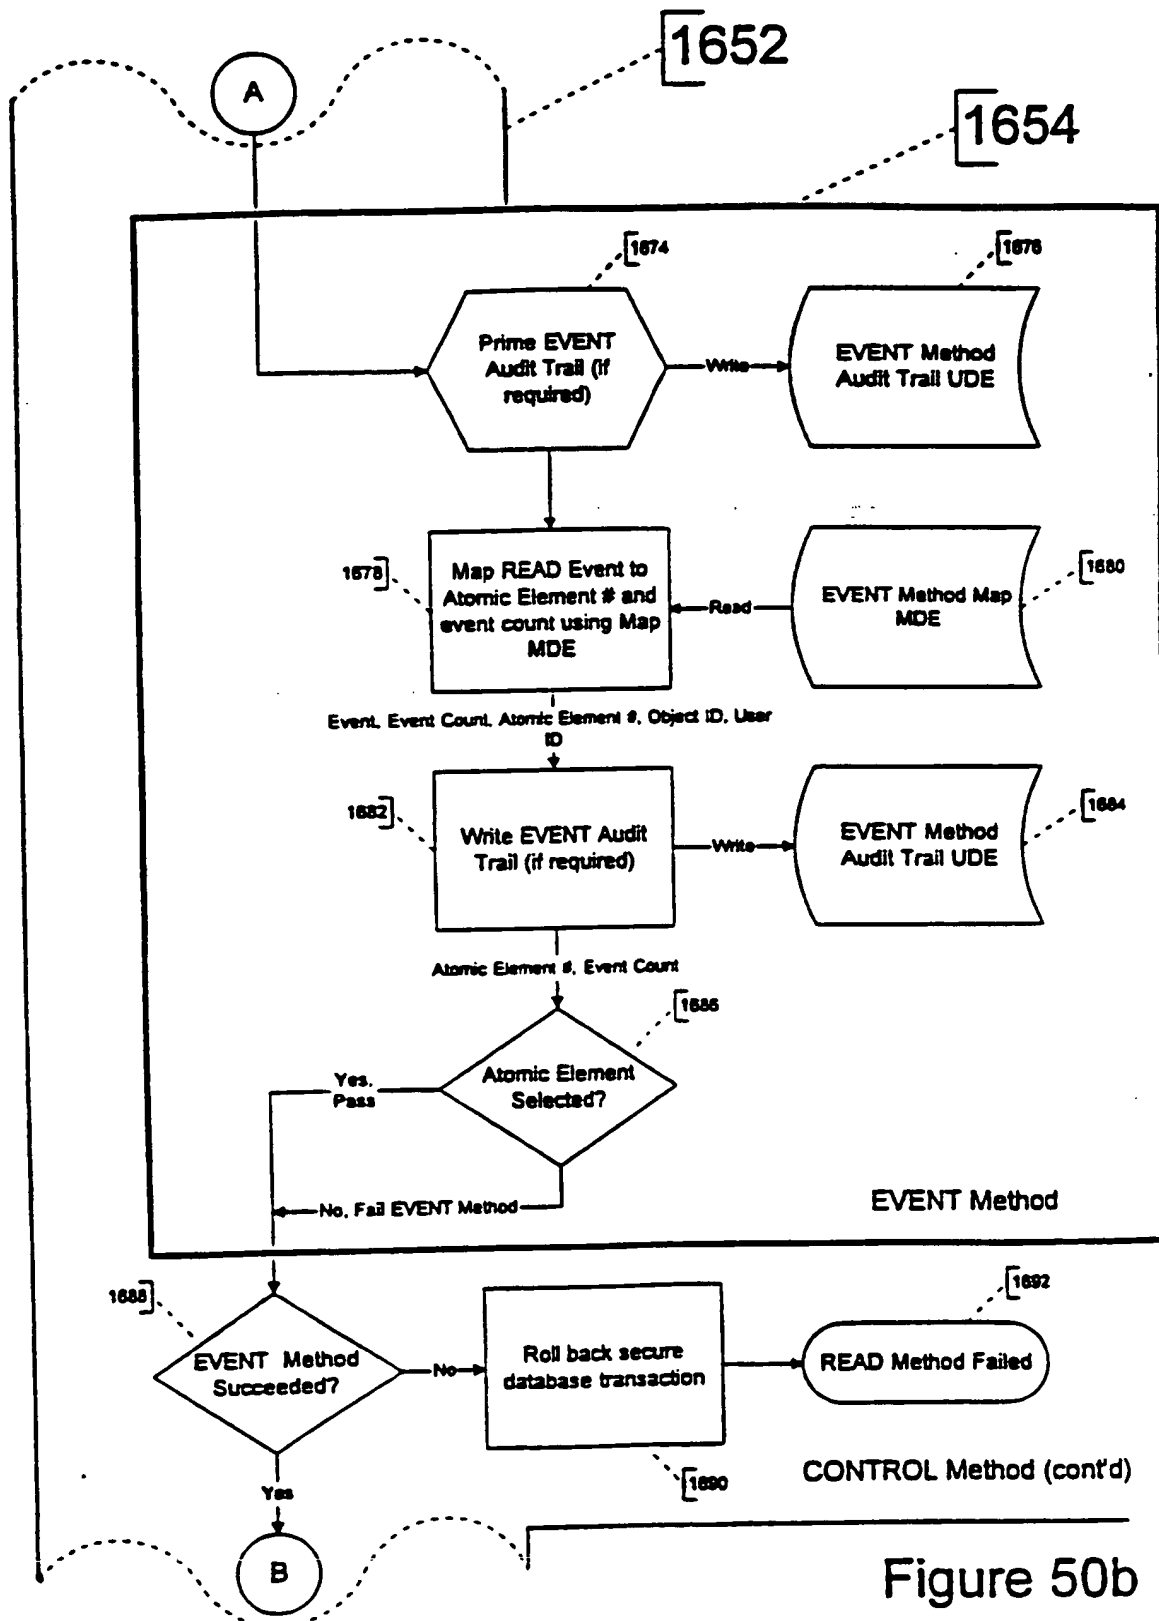 1652
A
1654
1674
1676
Prime EVENT
Audit Trail (if
required)
Write
EVENT Method
Audit Trail UDE
1678
Map READ Event to
Atomic Element # and
event count using Map
MDE
Read
EVENT Method Map
MDE
1680
Event, Event Count, Atomic Element #, Object ID, User
ID
1682
Write EVENT Audit
Trail (if required)
Write
EVENT Method
Audit Trail UDE
1684
Atomic Element #, Event Count
1686
Atomic Element
Selected?
Yes,
Pass
No, Fail EVENT Method
EVENT Method
1688
EVENT Method
Succeeded?
No
Roll back secure
database transaction
1692
READ Method Failed
1690
CONTROL Method (cont'd)
Yes
B
Figure 50b